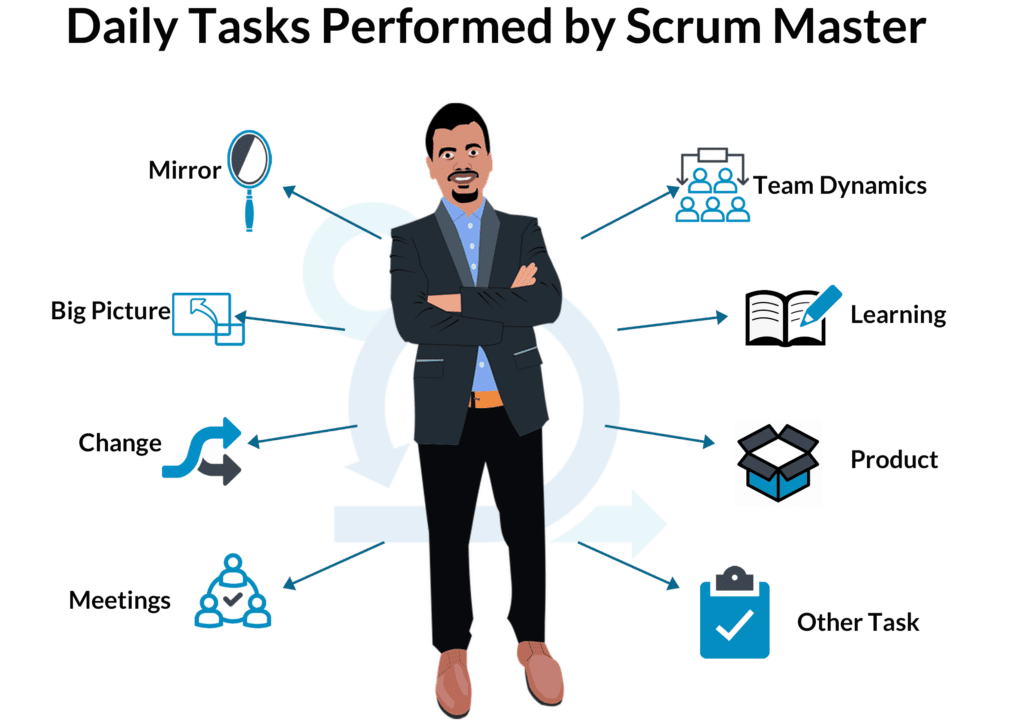 Daily Tasks Performed by Scrum Master
Mirror
Team Dynamics
Big Picture
Learning
Change
Product
Meetings
Other Task